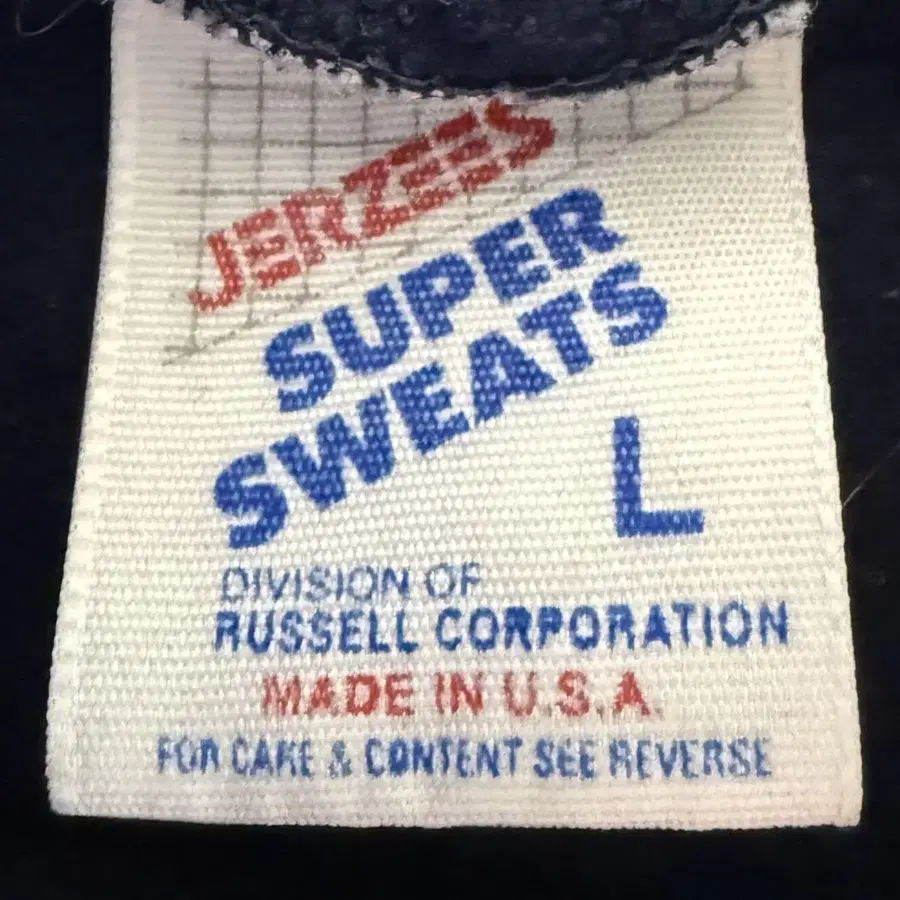 JERZEES
SUPER
SWEATS
L
DIVISION OF
RUSSELL CORPORATION
MADE IN U.S.A.
FOR CARE & CONTENT SEE REVERSE